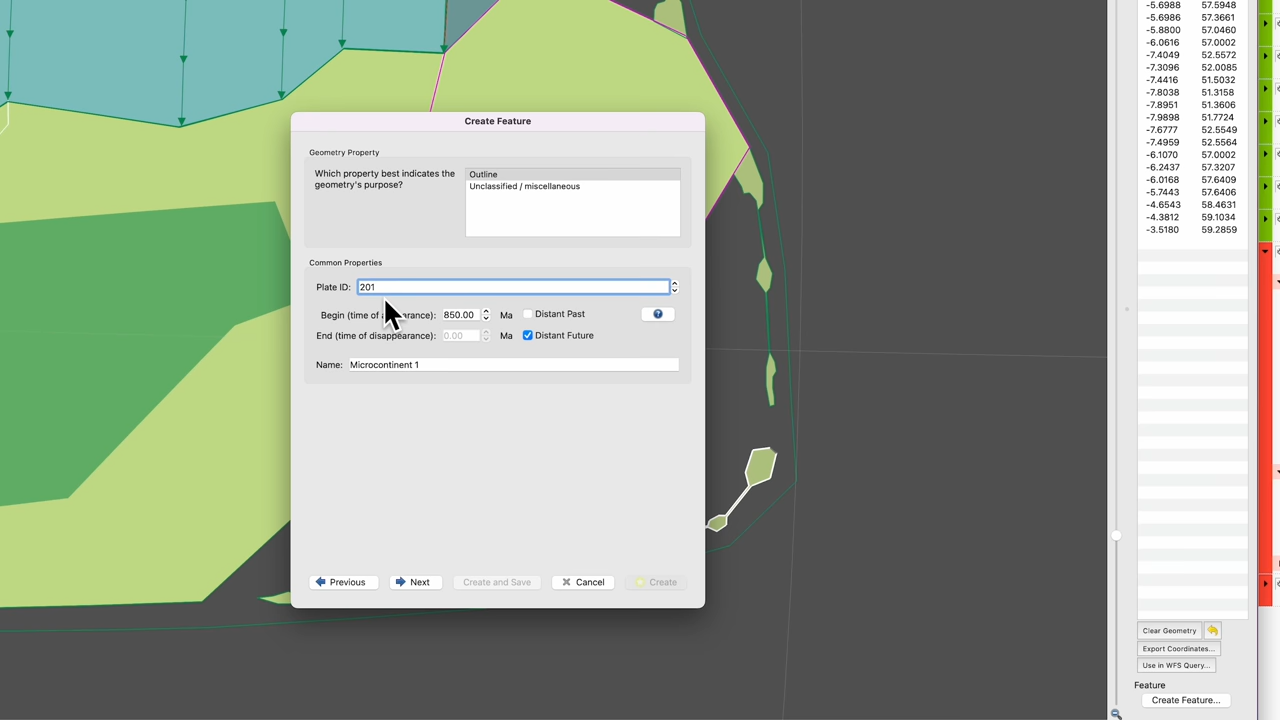 Create Feature
Geometry Property
Which property best indicates the
geometry's purpose?
Outline
Unclassified / miscellaneous
Common Properties
Plate ID:
201
Begin (time of a arance):
850.00
Ma
Distant Past
?
End (time of disappearance):
0.00
Ma
Distant Future
Name:
Microcontinent 1
Previous
Next
Create and Save
Cancel
Create
-5.6988 57.5948
-5.6986 57.3661
-5.8800 57.0460
-6.0616 57.0002
-7.4049 52.5572
-7.3096 52.0085
-7.4416 51.5032
-7.8038 51.3158
-7.8951 51.3606
-7.9898 51.7724
-7.6777 52.5549
-7.4959 52.5564
-6.1070 57.0002
-6.2437 57.3207
-6.0168 57.6409
-5.7443 57.6406
-4.6543 58.4631
-4.3812 59.1034
-3.5180 59.2859
Clear Geometry
Export Coordinates...
Use in WFS Query...
Feature
Create Feature...